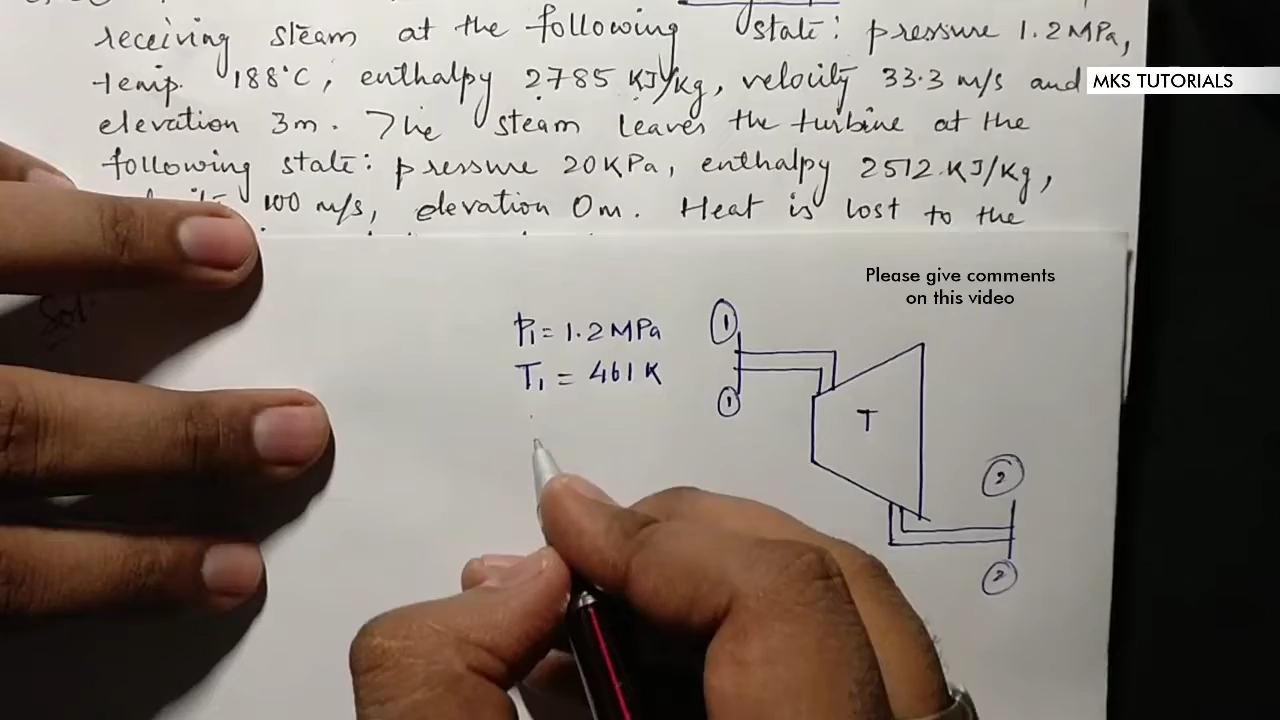 receiving steam at the following state: pressure 1.2 MPa,
temp. 188°C, enthalpy 2785 KJ/Kg, velocity 33.3 m/s and
MKS TUTORIALS
elevation 3m. The steam leaves the turbine at the
following state: pressure 20KPa, enthalpy 2512 KJ/Kg,
100 m/s, elevation 0m. Heat is lost to the
Please give comments
on this video
Sol.
P1 = 1.2 MPa
1
T1 = 461 K
1
T
2
2